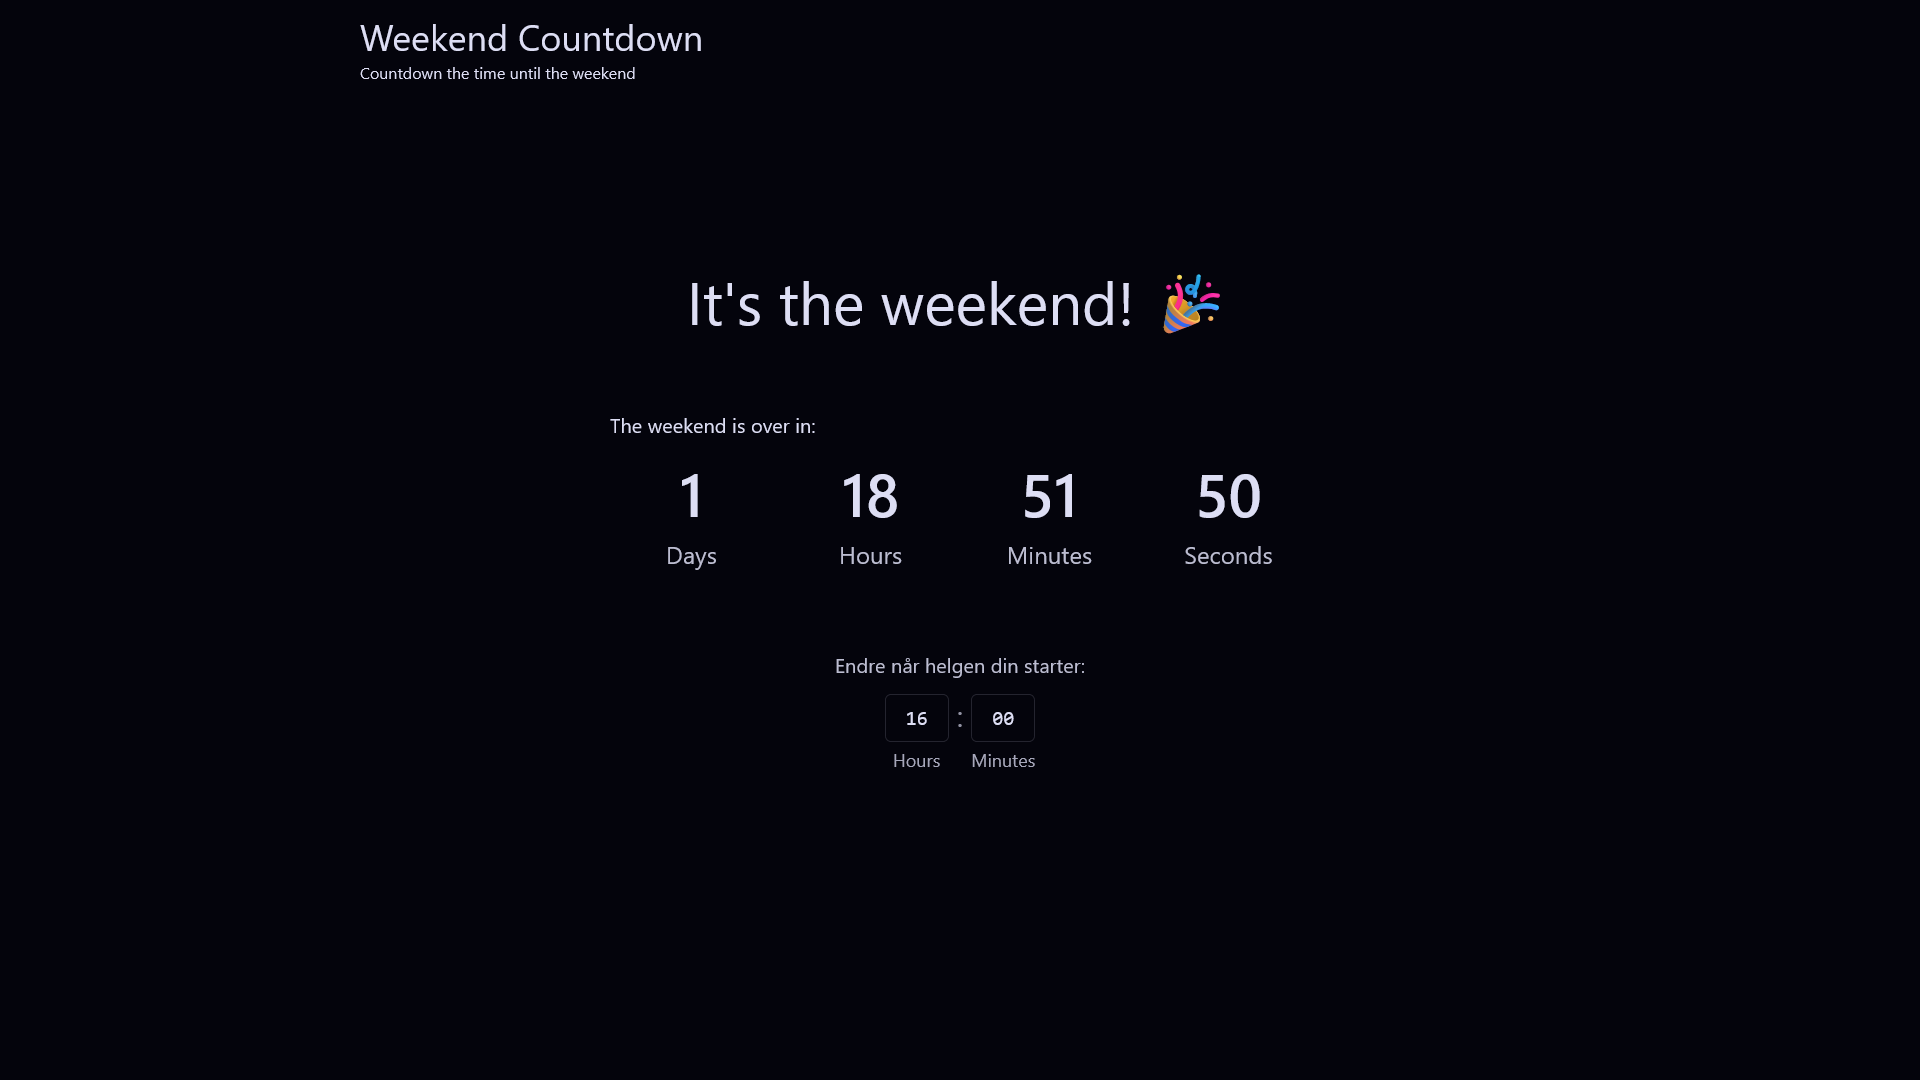 Weekend Countdown
Countdown the time until the weekend
It's the weekend! 🎉
The weekend is over in:
1 18 51 50
Days Hours Minutes Seconds
Endre når helgen din starter:
16 : 00
Hours Minutes